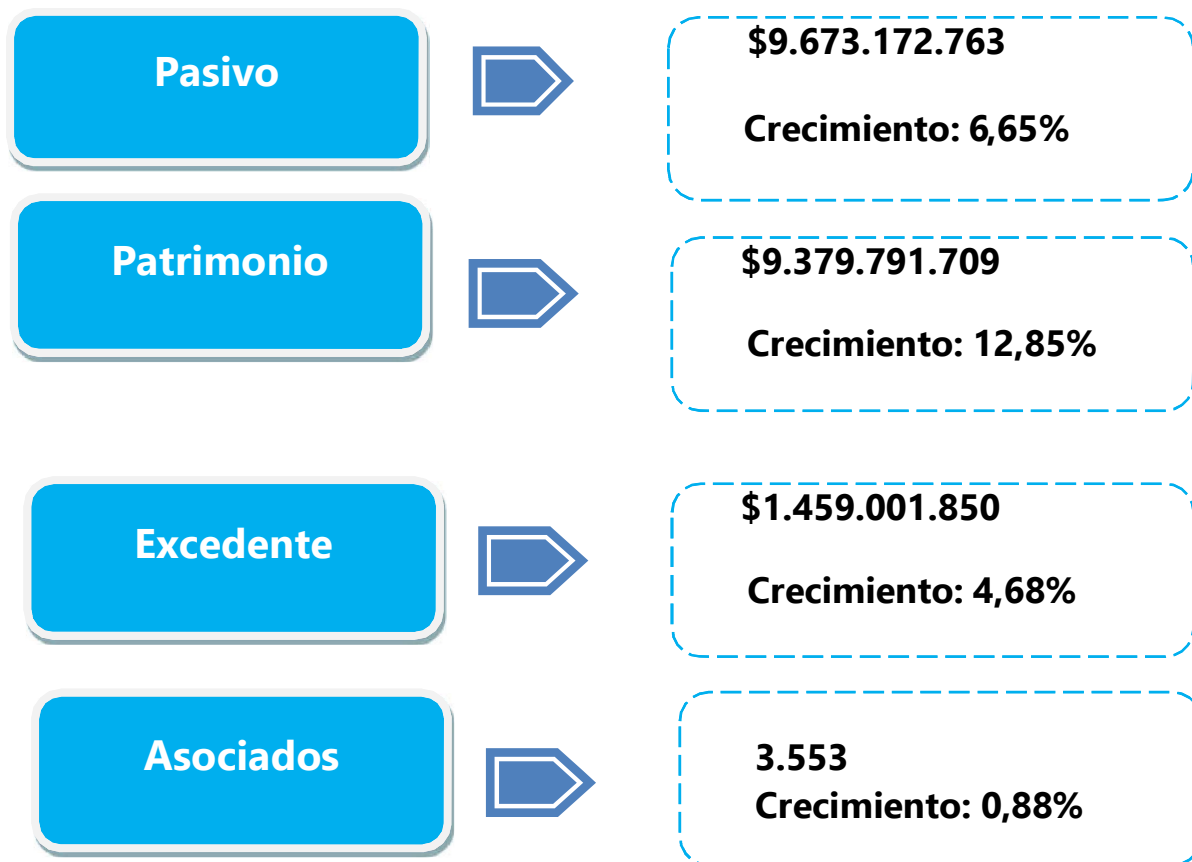 Pasivo
$9.673.172.763
Crecimiento: 6,65%
Patrimonio
$9.379.791.709
Crecimiento: 12,85%
Excedente
$1.459.001.850
Crecimiento: 4,68%
Asociados
3.553
Crecimiento: 0,88%